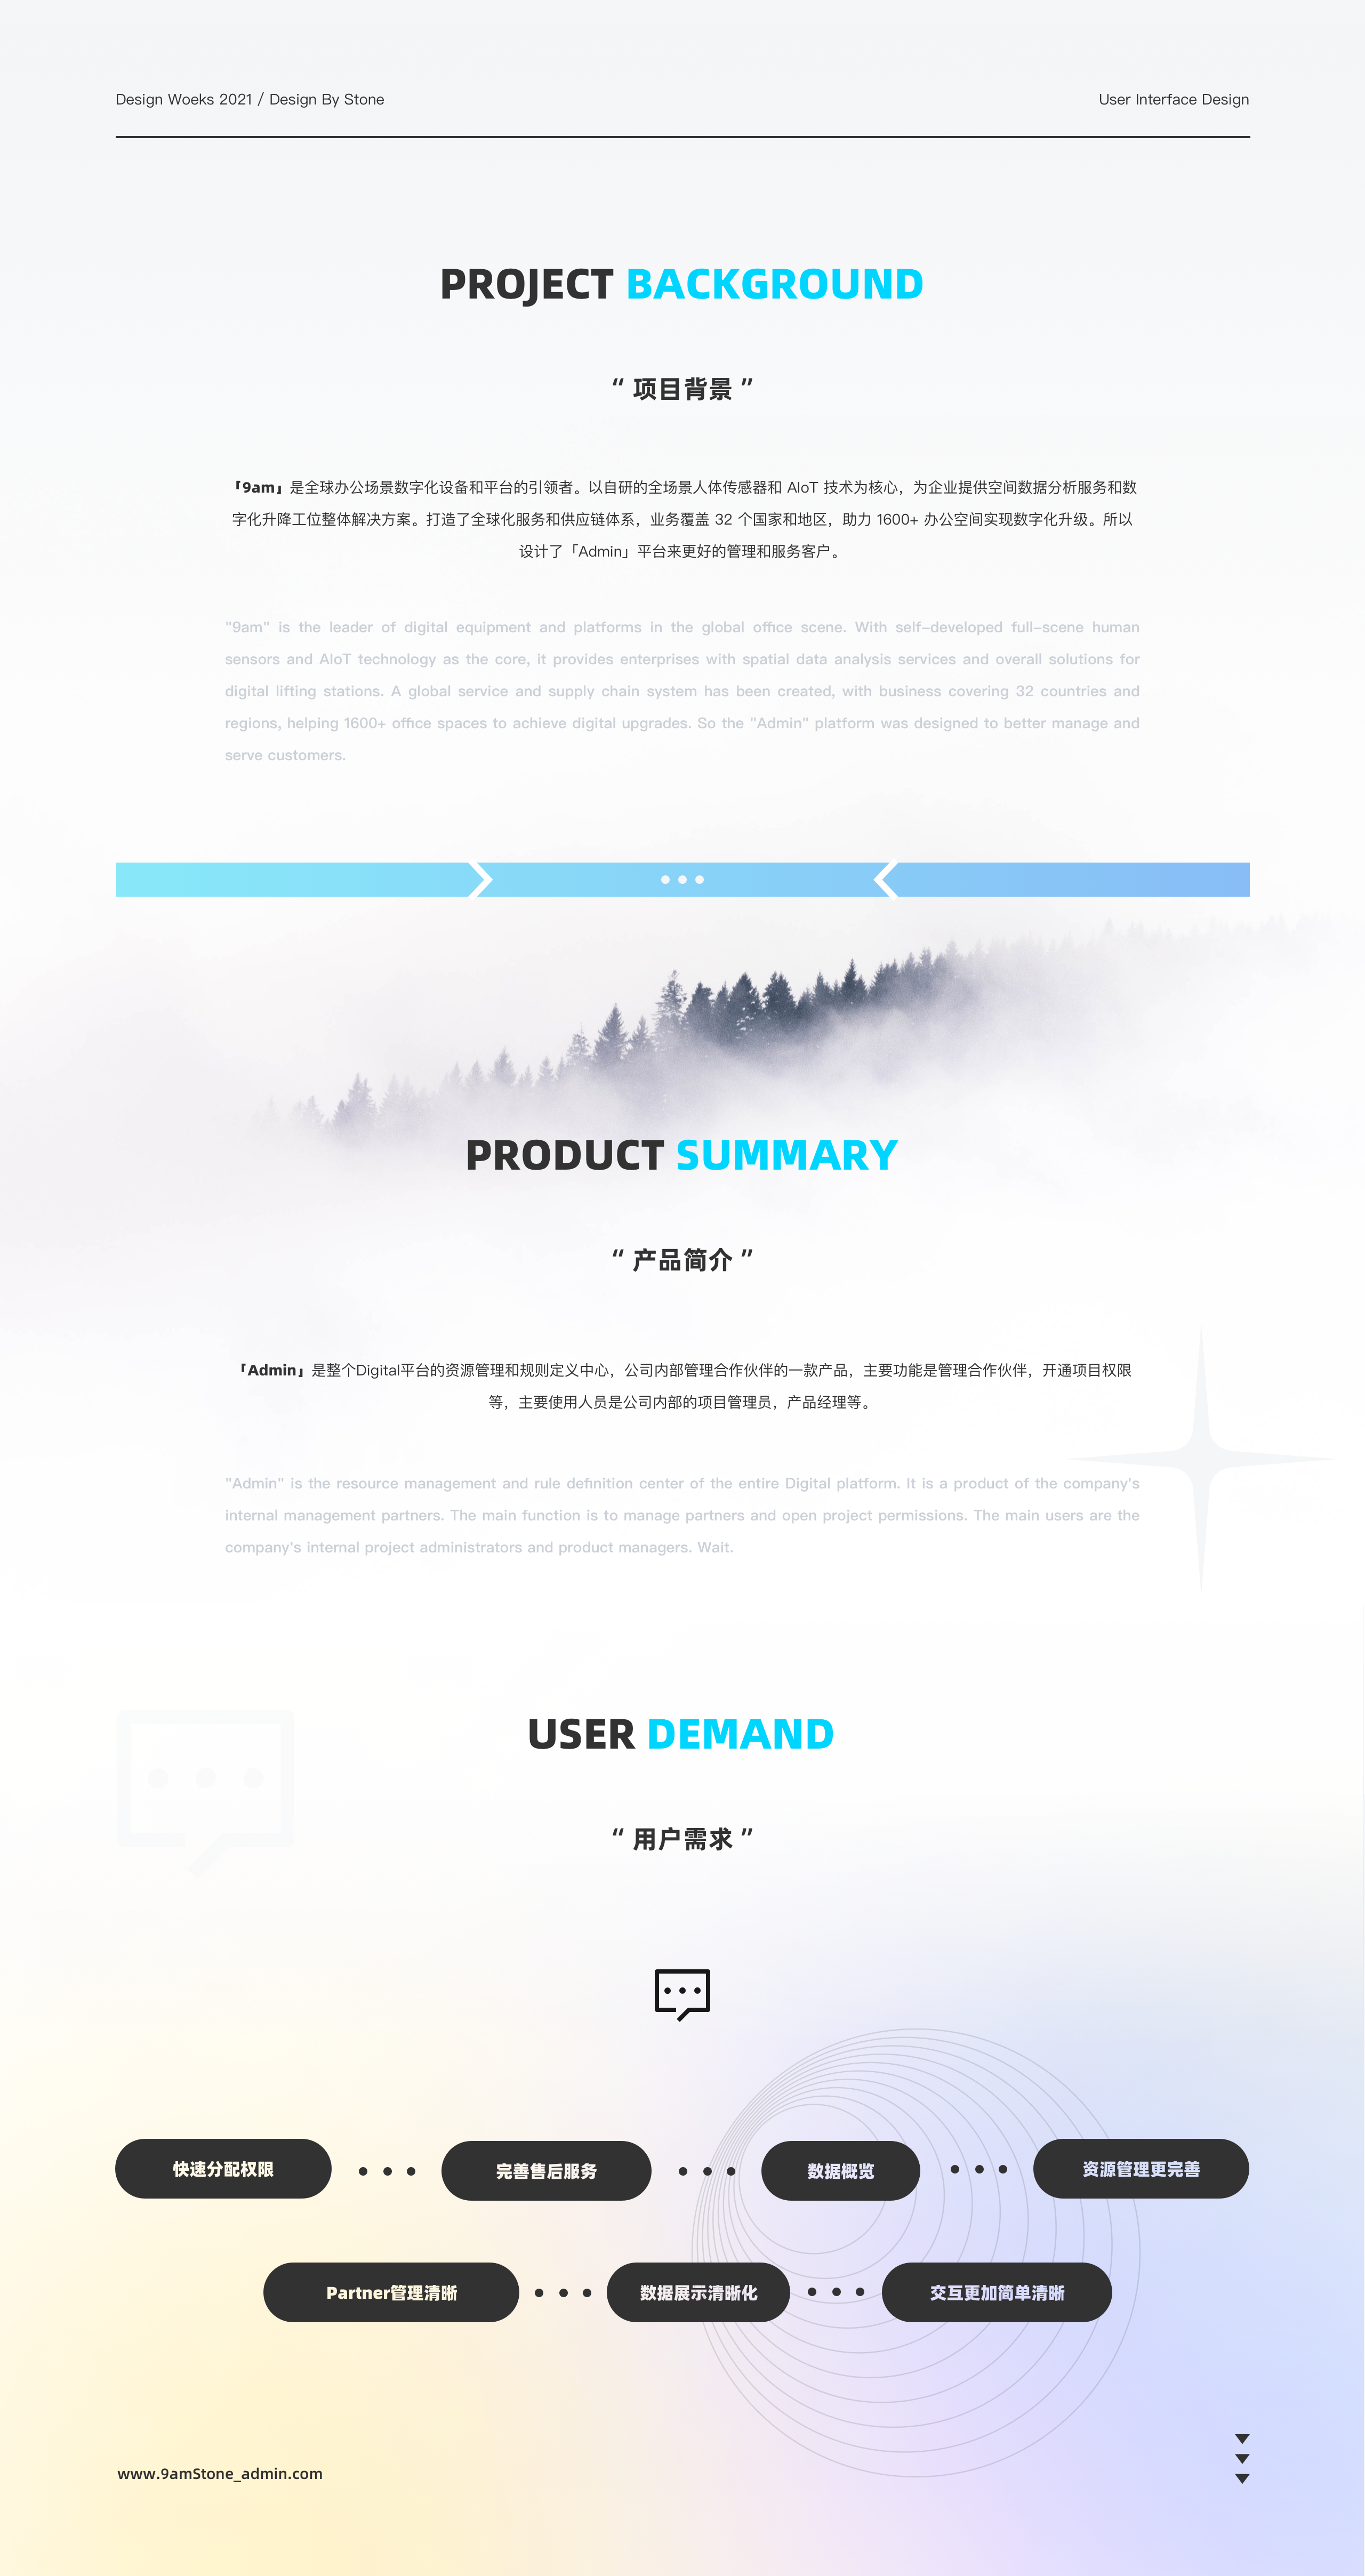 Design Woeks 2021 / Design By Stone
User Interface Design
PROJECT BACKGROUND
“ 项目背景 ”
「9am」是全球办公场景数字化设备和平台的引领者。以自研的全场景人体传感器和 AIoT 技术为核心，为企业提供空间数据分析服务和数
字化升降工位整体解决方案。打造了全球化服务和供应链体系，业务覆盖 32 个国家和地区，助力 1600+ 办公空间实现数字化升级。所以
设计了「Admin」平台来更好的管理和服务客户。
"9am" is the leader of digital equipment and platforms in the global office scene. With self-developed full-scene human
sensors and AIoT technology as the core, it provides enterprises with spatial data analysis services and overall solutions for
digital lifting stations. A global service and supply chain system has been created, with business covering 32 countries and
regions, helping 1600+ office spaces to achieve digital upgrades. So the "Admin" platform was designed to better manage and
serve customers.
PRODUCT SUMMARY
“ 产品简介 ”
「Admin」是整个Digital平台的资源管理和规则定义中心，公司内部管理合作伙伴的一款产品，主要功能是管理合作伙伴，开通项目权限
等，主要使用人员是公司内部的项目管理员，产品经理等。
"Admin" is the resource management and rule definition center of the entire Digital platform. It is a product of the company's
internal management partners. The main function is to manage partners and open project permissions. The main users are the
company's internal project administrators and product managers. Wait.
USER DEMAND
“ 用户需求 ”
快速分配权限
完善售后服务
数据概览
资源管理更完善
Partner管理清晰
数据展示清晰化
交互更加简单清晰
www.9amStone_admin.com